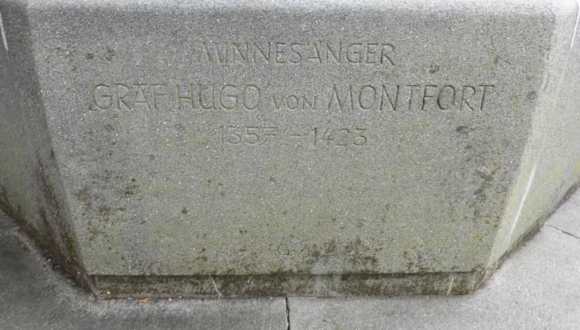 MINNESÄNGER
GRAF HUGO VON MONTFORT
1357 – 1423